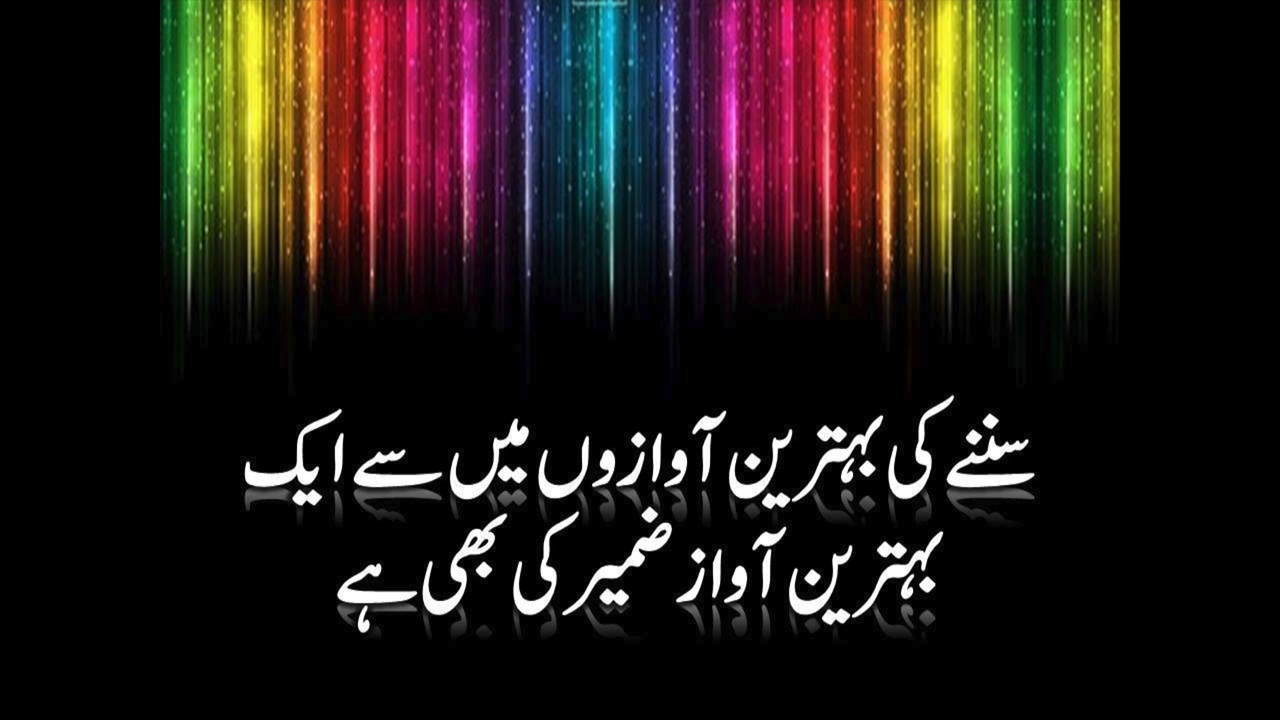 سننے کی بہترین آوازوں میں سے ایک
بہترین آواز ضمیر کی بھی ہے